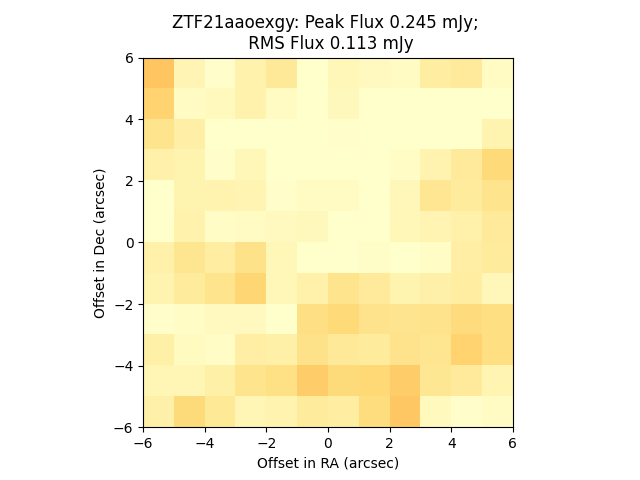 ZTF21aaoexgy: Peak Flux 0.245 mJy;
RMS Flux 0.113 mJy
6
4
2
0
−2
−4
−6
Offset in Dec (arcsec)
−6 −4 −2 0 2 4 6
Offset in RA (arcsec)